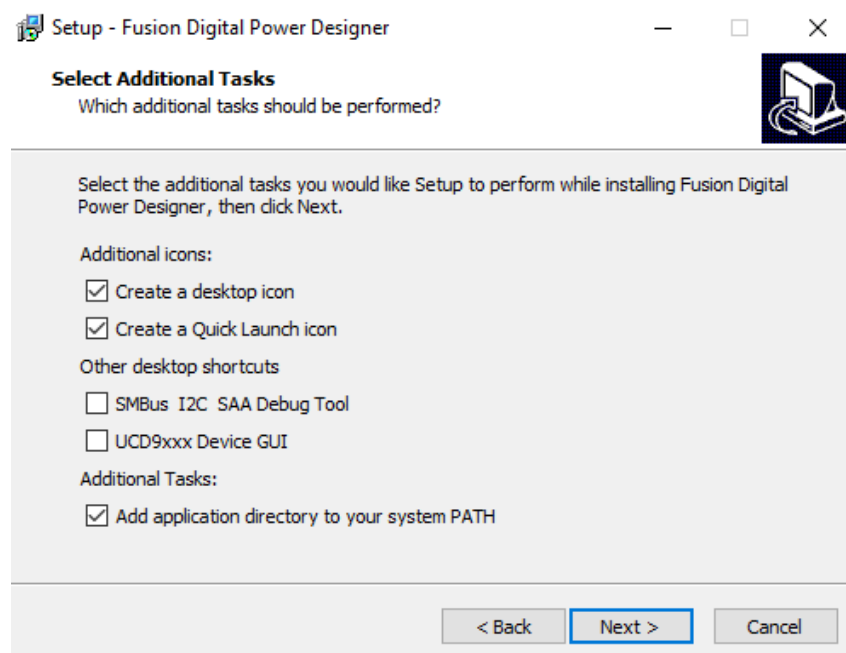 Setup - Fusion Digital Power Designer
Select Additional Tasks
Which additional tasks should be performed?
Select the additional tasks you would like Setup to perform while installing Fusion Digital
Power Designer, then click Next.
Additional icons:
Create a desktop icon
Create a Quick Launch icon
Other desktop shortcuts
SMBus I2C SAA Debug Tool
UCD9xxx Device GUI
Additional Tasks:
Add application directory to your system PATH
< Back Next > Cancel